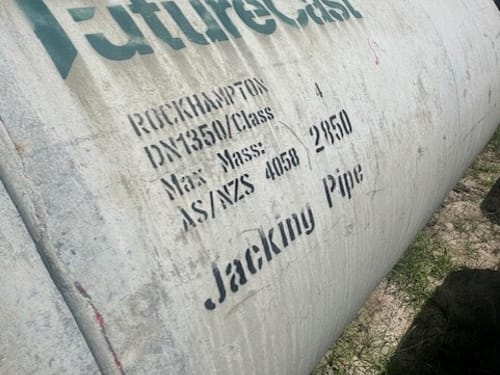 FutureCast
ROCKHAMPTON
DN1350/Class 4
Max Mass: 2850
AS/NZS 4058
Jacking Pipe